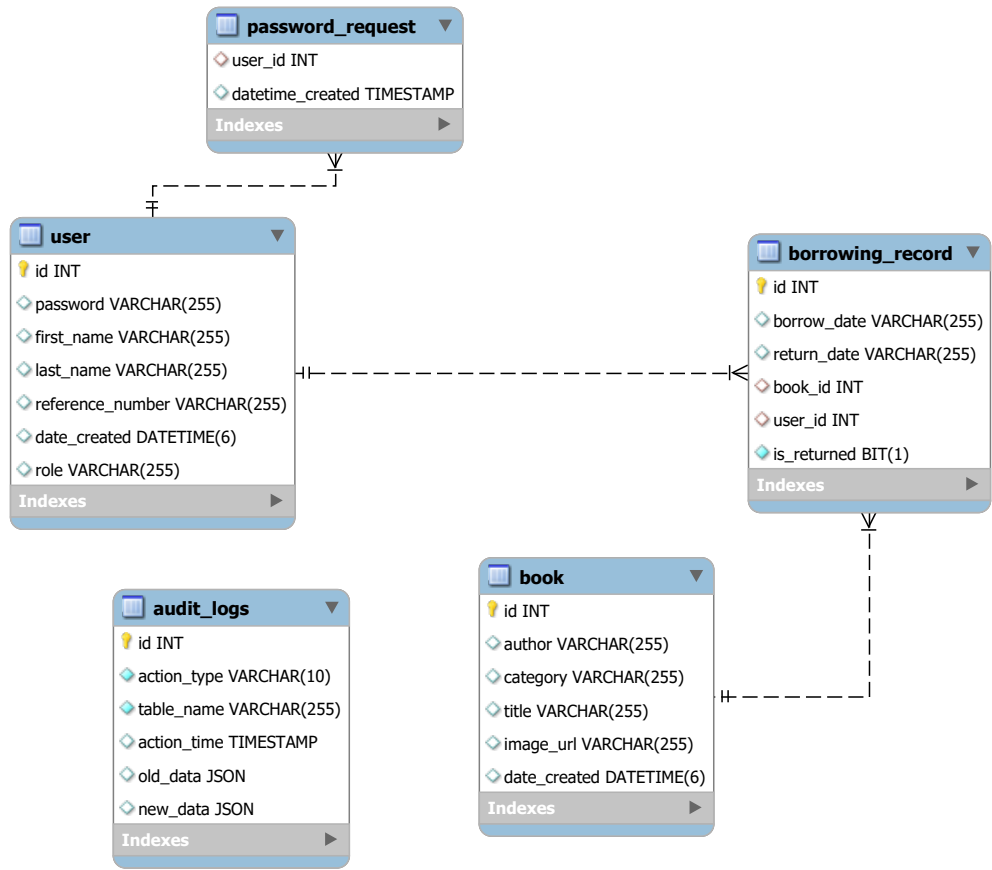 password_request
user_id INT
datetime_created TIMESTAMP
Indexes
user
id INT
password VARCHAR(255)
first_name VARCHAR(255)
last_name VARCHAR(255)
reference_number VARCHAR(255)
date_created DATETIME(6)
role VARCHAR(255)
Indexes
borrowing_record
id INT
borrow_date VARCHAR(255)
return_date VARCHAR(255)
book_id INT
user_id INT
is_returned BIT(1)
Indexes
audit_logs
id INT
action_type VARCHAR(10)
table_name VARCHAR(255)
action_time TIMESTAMP
old_data JSON
new_data JSON
Indexes
book
id INT
author VARCHAR(255)
category VARCHAR(255)
title VARCHAR(255)
image_url VARCHAR(255)
date_created DATETIME(6)
Indexes